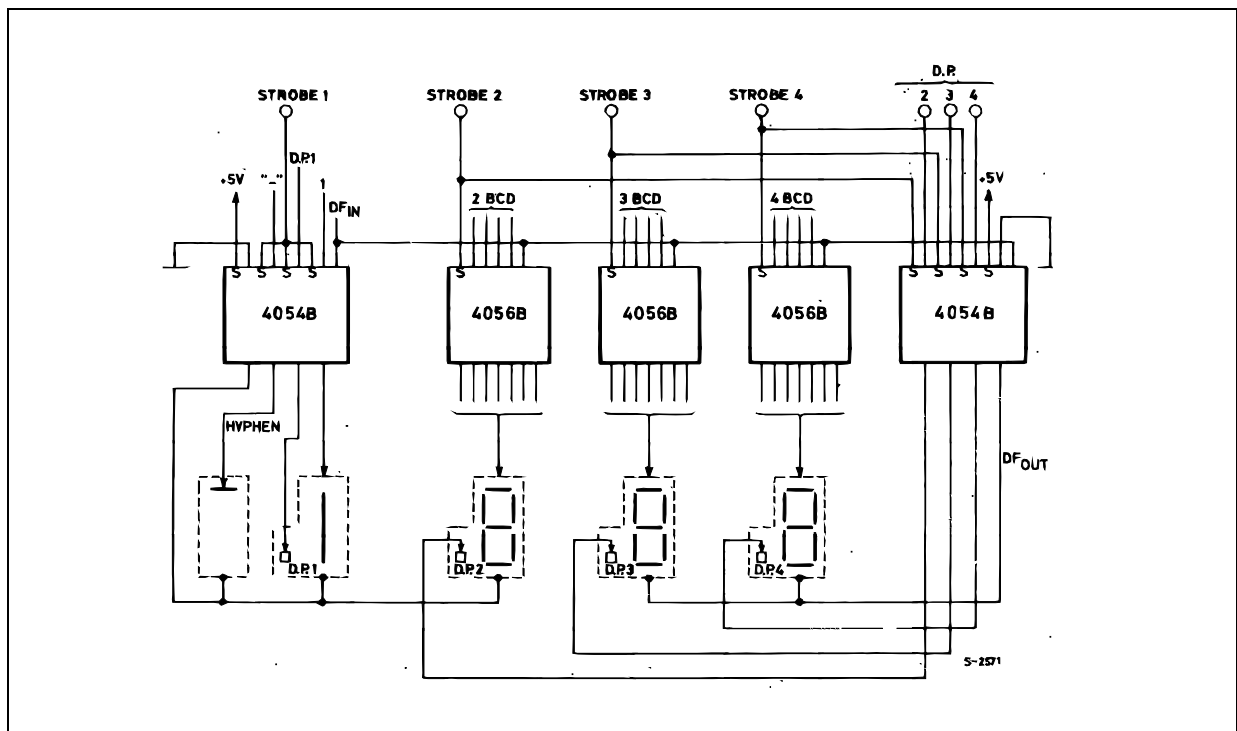 D.P.
STROBE 1
STROBE 2
STROBE 3
STROBE 4
2 3 4
D.P.1
+5V
"-"
1
DF IN
2 BCD
3 BCD
4 BCD
+5V
S S S S
S
S
S
S S S S
4054B
4056B
4056B
4056B
4054B
HYPHEN
DF OUT
D.P.1
D.P.2
D.P.3
D.P.4
S-2571